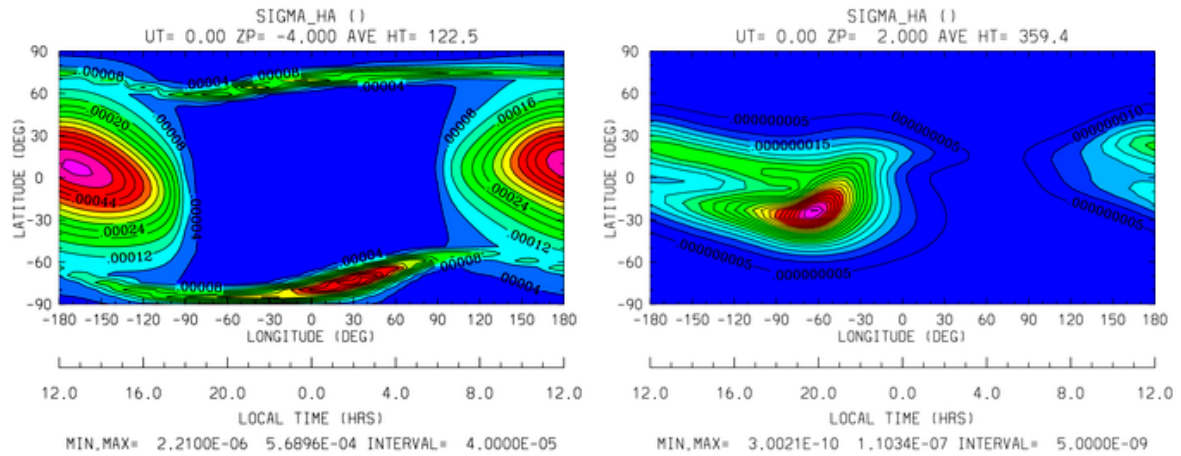 SIGMA_HA ()
UT= 0.00 ZP= -4.000 AVE HT= 122.5
90
60
30
0
-30
-60
-90
LATITUDE (DEG)
.00008
.00004
.00008
.00004
.00020
.00008
.00008
.00016
.00044
.00004
.00024
.00024
.00012
.00012
.00004
.00008
.00008
.00004
-180 -150 -120 -90 -60 -30 0 30 60 90 120 150 180
LONGITUDE (DEG)
12.0 16.0 20.0 0.0 4.0 8.0 12.0
LOCAL TIME (HRS)
MIN,MAX= 2.2100E-06 5.6896E-04 INTERVAL= 4.0000E-05
SIGMA_HA ()
UT= 0.00 ZP= 2.000 AVE HT= 359.4
90
60
30
0
-30
-60
-90
LATITUDE (DEG)
.000000005
.000000005
.000000010
.000000015
.000000005
.000000005
.000000005
-180 -150 -120 -90 -60 -30 0 30 60 90 120 150 180
LONGITUDE (DEG)
12.0 16.0 20.0 0.0 4.0 8.0 12.0
LOCAL TIME (HRS)
MIN,MAX= 3.0021E-10 1.1034E-07 INTERVAL= 5.0000E-09